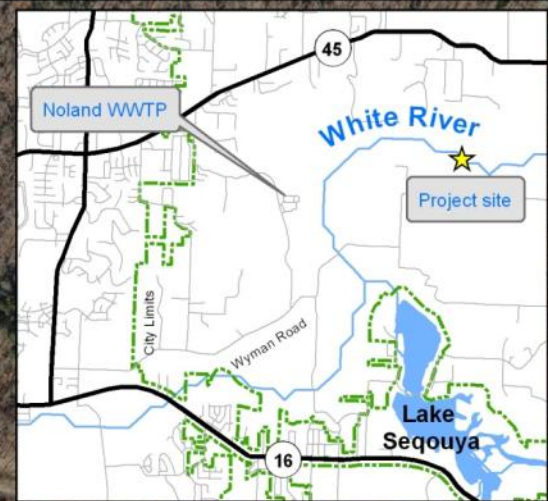 45
Noland WWTP
White River
Project site
City Limits
Wyman Road
Lake
Seqouya
16